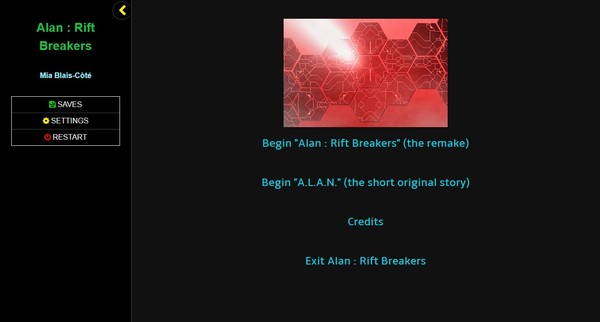 Alan : Rift
Breakers
Mia Blais-Côté
SAVES
SETTINGS
RESTART
Begin "Alan : Rift Breakers" (the remake)
Begin "A.L.A.N." (the short original story)
Credits
Exit Alan : Rift Breakers